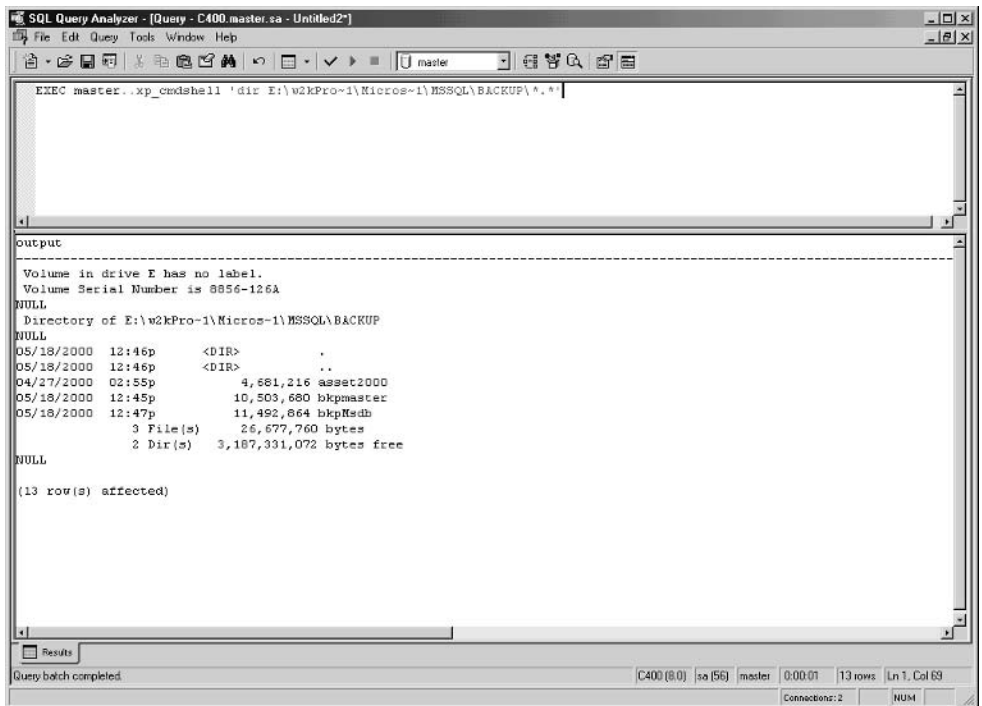 SQL Query Analyzer - [Query - C400.master.sa - Untitled2*]
File Edit Query Tools Window Help
master
EXEC master..xp_cmdshell 'dir E:\w2kPro~1\Micros~1\MSSQL\BACKUP\*.*'
output
Volume in drive E has no label.
Volume Serial Number is 8856-126A
NULL
Directory of E:\w2kPro~1\Micros~1\MSSQL\BACKUP
NULL
05/18/2000 12:46p <DIR> .
05/18/2000 12:46p <DIR> ..
04/27/2000 02:55p 4,681,216 asset2000
05/18/2000 12:45p 10,503,680 bkpmaster
05/18/2000 12:47p 11,492,864 bkpMsdb
3 File(s) 26,677,760 bytes
2 Dir(s) 3,187,331,072 bytes free
NULL
(13 row(s) affected)
Results
Query batch completed. C400 (8.0) sa (56) master 0:00:01 13 rows Ln 1, Col 69
Connections: 2 NUM